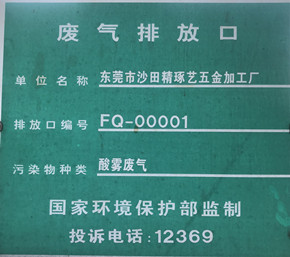 废气排放口
单位名称 东莞市沙田精琢艺五金加工厂
排放口编号 FQ-00001
污染物种类 酸雾废气
国家环境保护部监制
投诉电话:12369